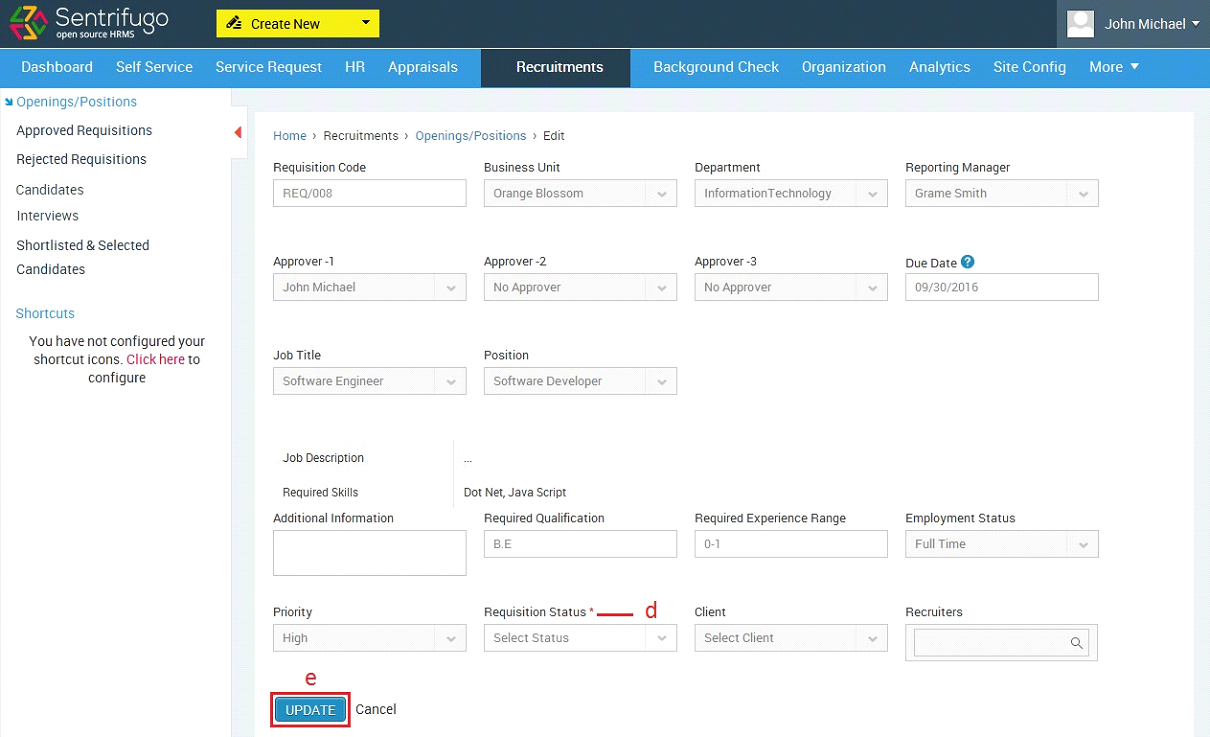 Sentrifugo
open source HRMS
Create New
John Michael
Dashboard Self Service Service Request HR Appraisals Recruitments Background Check Organization Analytics Site Config More
Openings/Positions
Approved Requisitions
Rejected Requisitions
Candidates
Interviews
Shortlisted & Selected
Candidates
Shortcuts
You have not configured your
shortcut icons. Click here to
configure
Home › Recruitments › Openings/Positions › Edit
Requisition Code Business Unit Department Reporting Manager
REQ/008 Orange Blossom InformationTechnology Grame Smith
Approver -1 Approver -2 Approver -3 Due Date ?
John Michael No Approver No Approver 09/30/2016
Job Title Position
Software Engineer Software Developer
Job Description ...
Required Skills Dot Net, Java Script
Additional Information Required Qualification Required Experience Range Employment Status
B.E 0-1 Full Time
Priority Requisition Status * d Client Recruiters
High Select Status Select Client
e
UPDATE Cancel